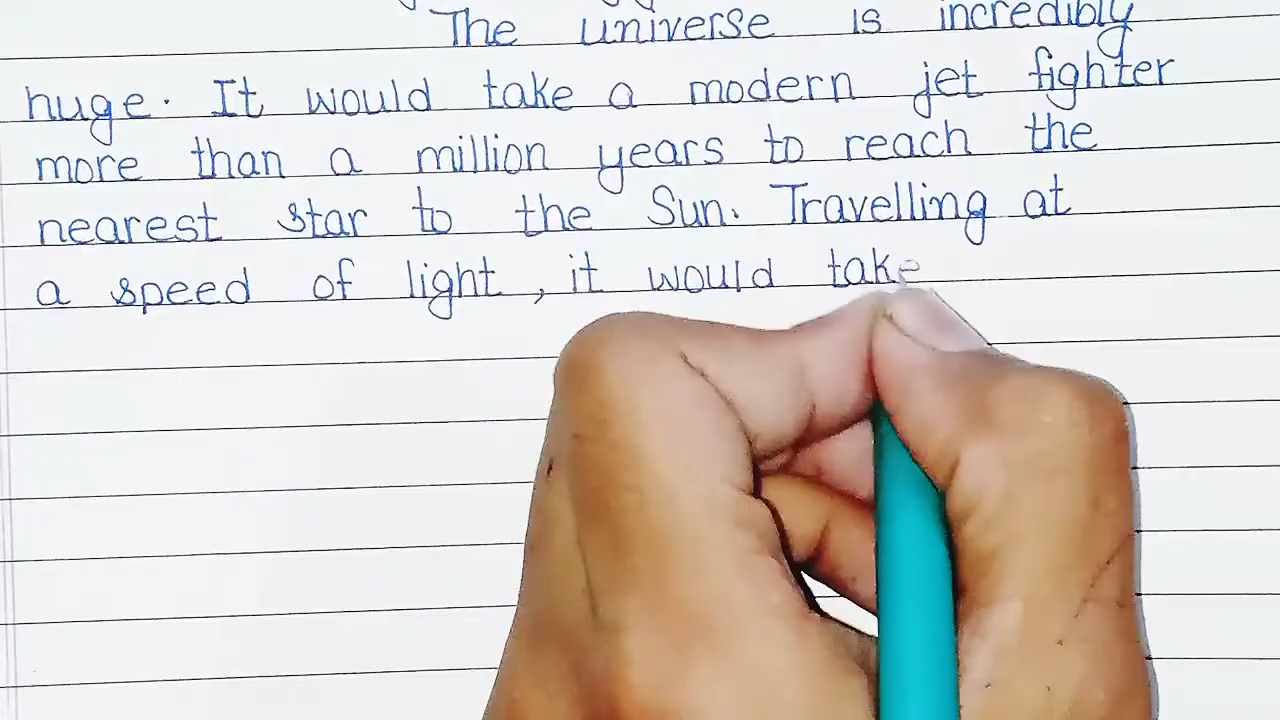 The universe is incredibly
huge. It would take a modern jet fighter
more than a million years to reach the
nearest star to the Sun. Travelling at
a speed of light, it would take